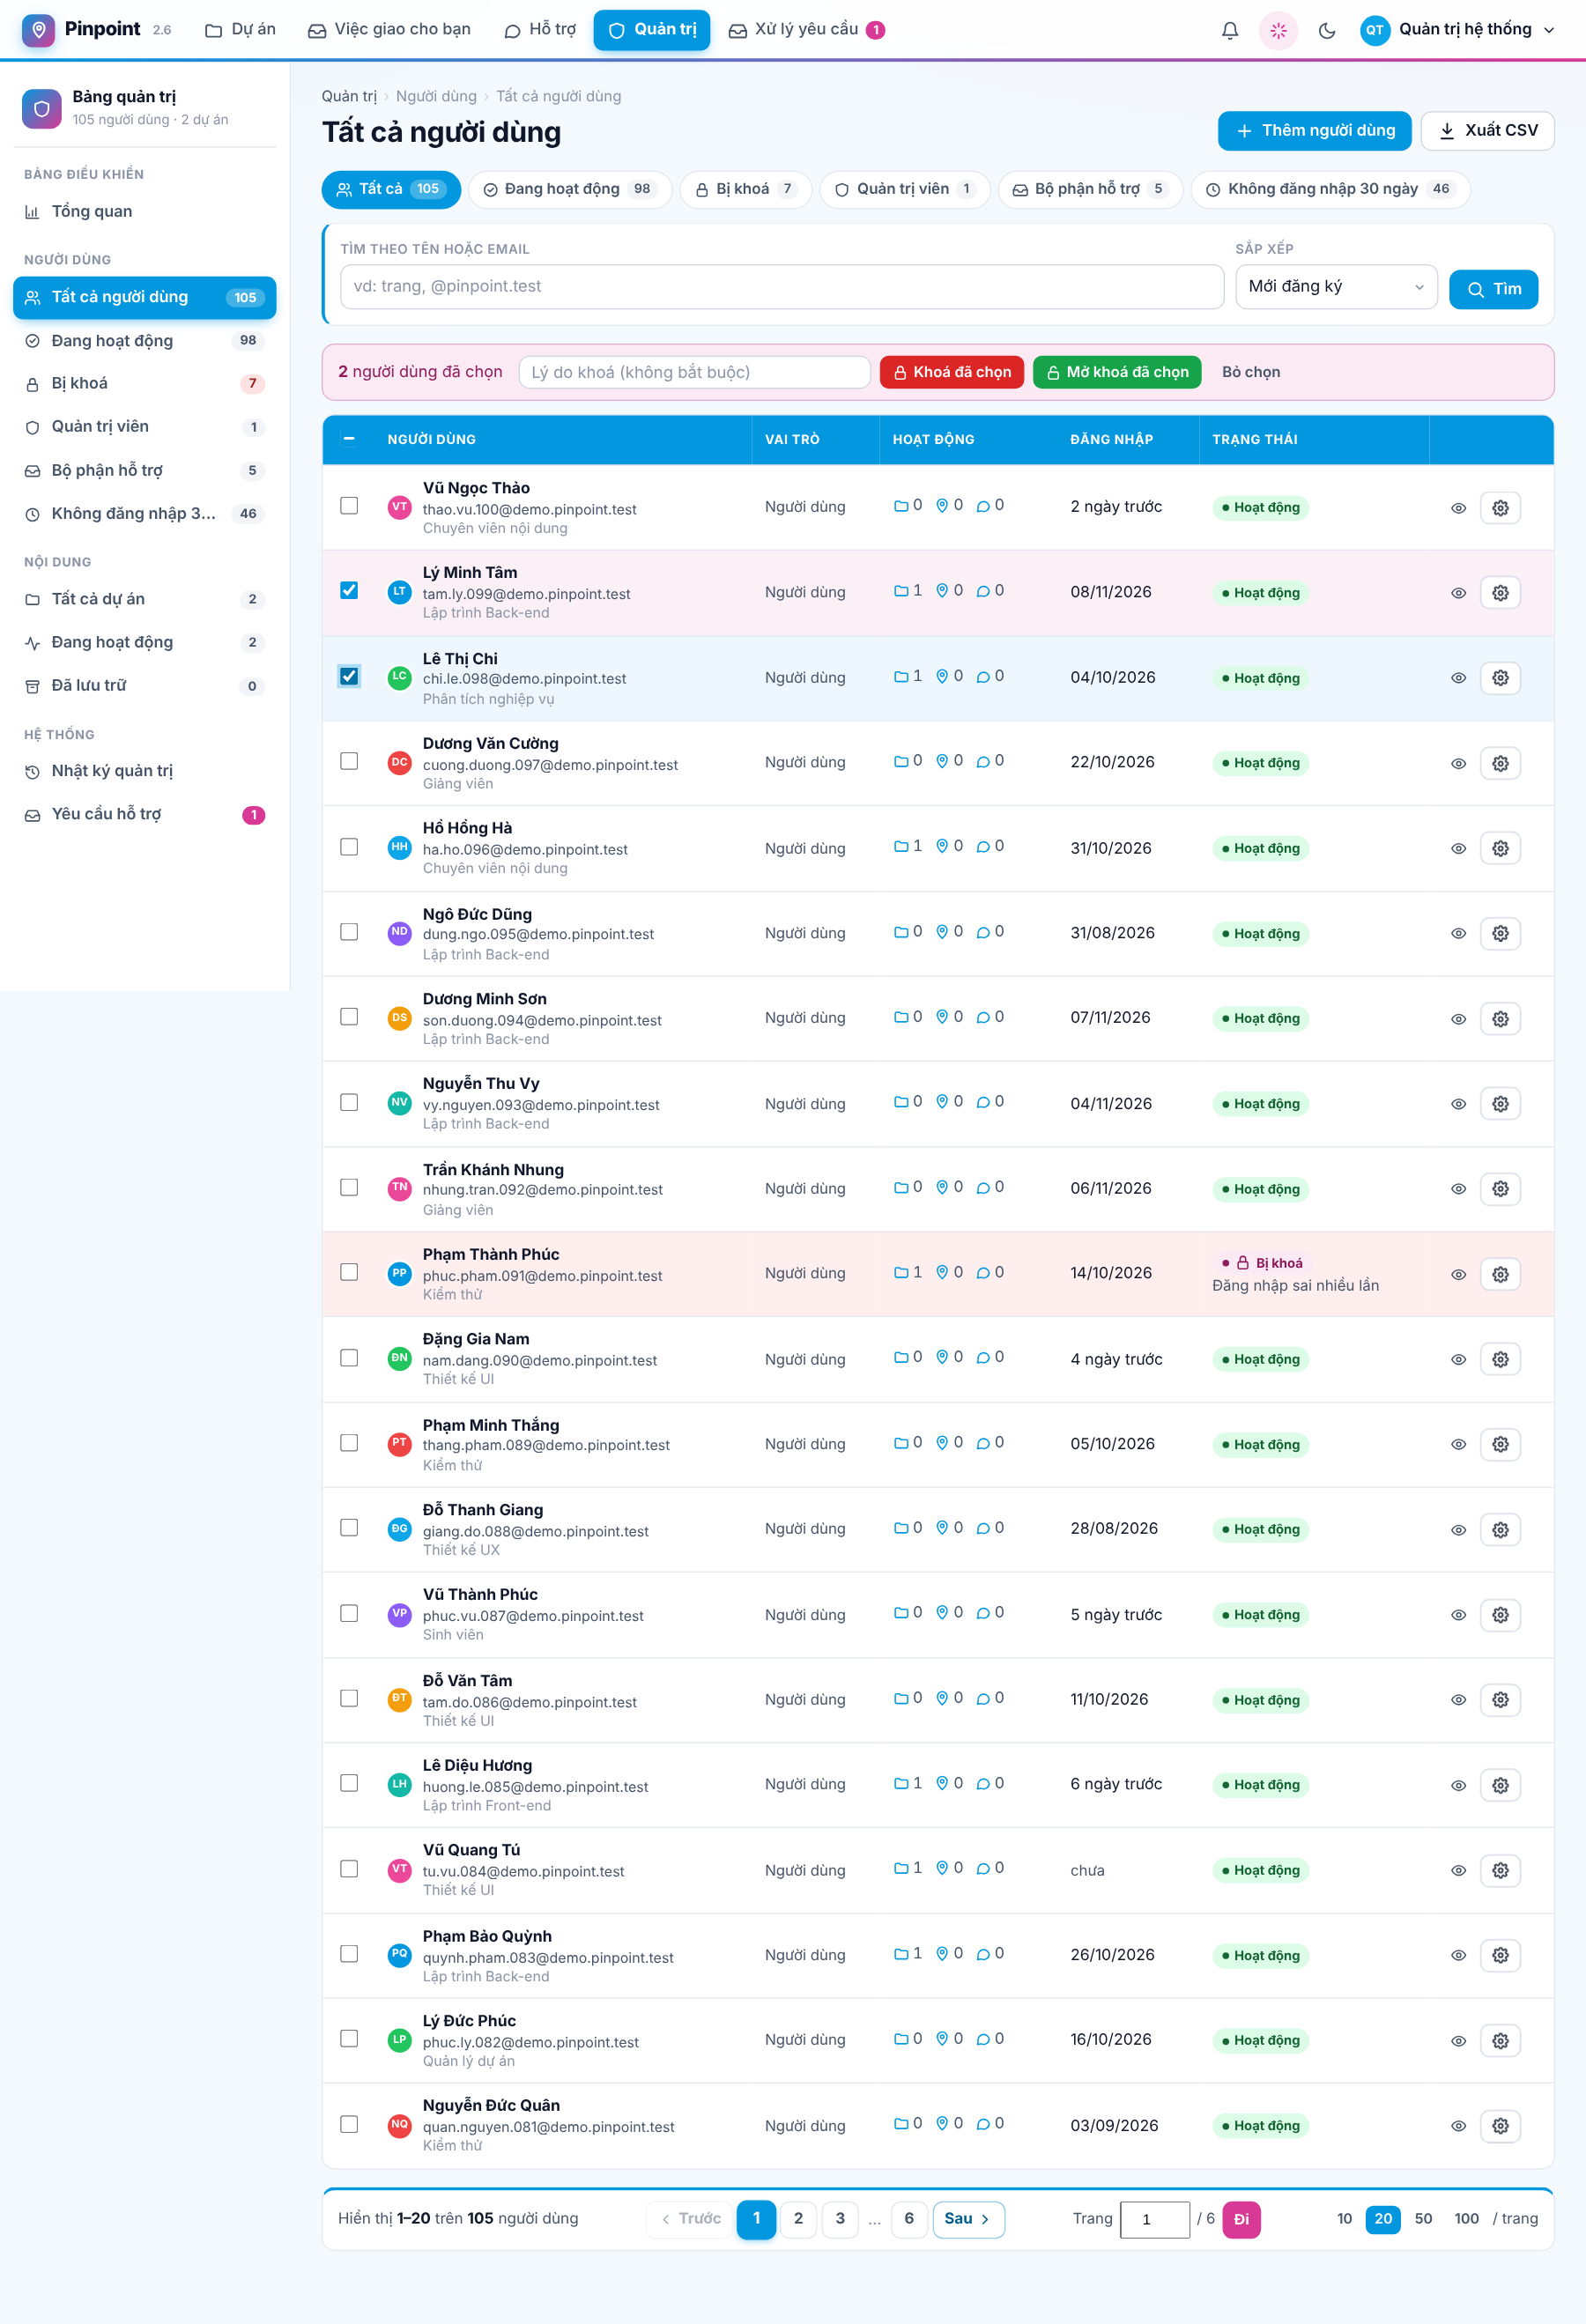 Pinpoint 2.6 Dự án Việc giao cho bạn Hỗ trợ Quản trị Xử lý yêu cầu 1 QT Quản trị hệ thống
Bảng quản trị
105 người dùng · 2 dự án
BẢNG ĐIỀU KHIỂN
Tổng quan
NGƯỜI DÙNG
Tất cả người dùng 105
Đang hoạt động 98
Bị khoá 7
Quản trị viên 1
Bộ phận hỗ trợ 5
Không đăng nhập 3... 46
NỘI DUNG
Tất cả dự án 2
Đang hoạt động 2
Đã lưu trữ 0
HỆ THỐNG
Nhật ký quản trị
Yêu cầu hỗ trợ 1
Quản trị › Người dùng › Tất cả người dùng
Tất cả người dùng
Thêm người dùng Xuất CSV
Tất cả 105 Đang hoạt động 98 Bị khoá 7 Quản trị viên 1 Bộ phận hỗ trợ 5 Không đăng nhập 30 ngày 46
TÌM THEO TÊN HOẶC EMAIL SẮP XẾP
vd: trang, @pinpoint.test Mới đăng ký Tìm
2 người dùng đã chọn Lý do khoá (không bắt buộc) Khoá đã chọn Mở khoá đã chọn Bỏ chọn
NGƯỜI DÙNG VAI TRÒ HOẠT ĐỘNG ĐĂNG NHẬP TRẠNG THÁI
Vũ Ngọc Thảo
VT thao.vu.100@demo.pinpoint.test Người dùng 0 0 0 2 ngày trước Hoạt động
Chuyên viên nội dung
Lý Minh Tâm
LT tam.ly.099@demo.pinpoint.test Người dùng 1 0 0 08/11/2026 Hoạt động
Lập trình Back-end
Lê Thị Chi
LC chi.le.098@demo.pinpoint.test Người dùng 1 0 0 04/10/2026 Hoạt động
Phân tích nghiệp vụ
Dương Văn Cường
DC cuong.duong.097@demo.pinpoint.test Người dùng 0 0 0 22/10/2026 Hoạt động
Giảng viên
Hồ Hồng Hà
HH ha.ho.096@demo.pinpoint.test Người dùng 1 0 0 31/10/2026 Hoạt động
Chuyên viên nội dung
Ngô Đức Dũng
ND dung.ngo.095@demo.pinpoint.test Người dùng 0 0 0 31/08/2026 Hoạt động
Lập trình Back-end
Dương Minh Sơn
DS son.duong.094@demo.pinpoint.test Người dùng 0 0 0 07/11/2026 Hoạt động
Lập trình Back-end
Nguyễn Thu Vy
NV vy.nguyen.093@demo.pinpoint.test Người dùng 0 0 0 04/11/2026 Hoạt động
Lập trình Back-end
Trần Khánh Nhung
TN nhung.tran.092@demo.pinpoint.test Người dùng 0 0 0 06/11/2026 Hoạt động
Giảng viên
Phạm Thành Phúc
PP phuc.pham.091@demo.pinpoint.test Người dùng 1 0 0 14/10/2026 Bị khoá
Kiểm thử Đăng nhập sai nhiều lần
Đặng Gia Nam
ĐN nam.dang.090@demo.pinpoint.test Người dùng 0 0 0 4 ngày trước Hoạt động
Thiết kế UI
Phạm Minh Thắng
PT thang.pham.089@demo.pinpoint.test Người dùng 0 0 0 05/10/2026 Hoạt động
Kiểm thử
Đỗ Thanh Giang
ĐG giang.do.088@demo.pinpoint.test Người dùng 0 0 0 28/08/2026 Hoạt động
Thiết kế UX
Vũ Thành Phúc
VP phuc.vu.087@demo.pinpoint.test Người dùng 0 0 0 5 ngày trước Hoạt động
Sinh viên
Đỗ Văn Tâm
ĐT tam.do.086@demo.pinpoint.test Người dùng 0 0 0 11/10/2026 Hoạt động
Thiết kế UI
Lê Diệu Hương
LH huong.le.085@demo.pinpoint.test Người dùng 1 0 0 6 ngày trước Hoạt động
Lập trình Front-end
Vũ Quang Tú
VT tu.vu.084@demo.pinpoint.test Người dùng 1 0 0 chưa Hoạt động
Thiết kế UI
Phạm Bảo Quỳnh
PQ quynh.pham.083@demo.pinpoint.test Người dùng 1 0 0 26/10/2026 Hoạt động
Lập trình Back-end
Lý Đức Phúc
LP phuc.ly.082@demo.pinpoint.test Người dùng 0 0 0 16/10/2026 Hoạt động
Quản lý dự án
Nguyễn Đức Quân
NQ quan.nguyen.081@demo.pinpoint.test Người dùng 0 0 0 03/09/2026 Hoạt động
Kiểm thử
Hiển thị 1–20 trên 105 người dùng Trước 1 2 3 ... 6 Sau Trang 1 / 6 Đi 10 20 50 100 / trang